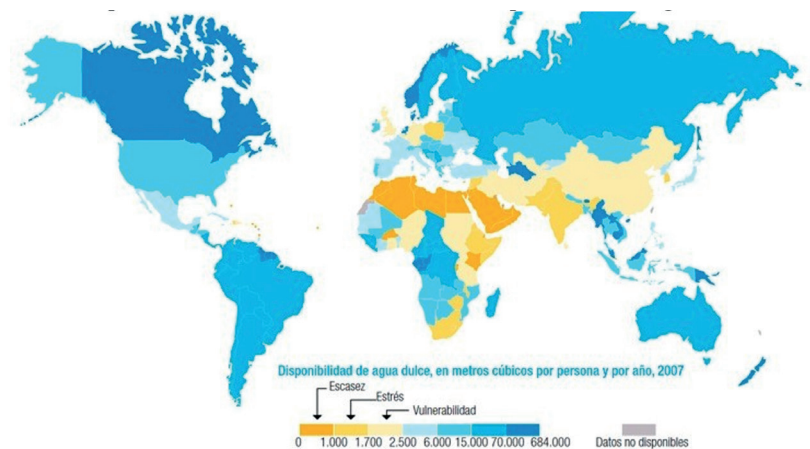 Disponibilidad de agua dulce, en metros cúbicos por persona y por año, 2007
Escasez
Estrés
Vulnerabilidad
0 1.000 1.700 2.500 6.000 15.000 70.000 684.000
Datos no disponibles